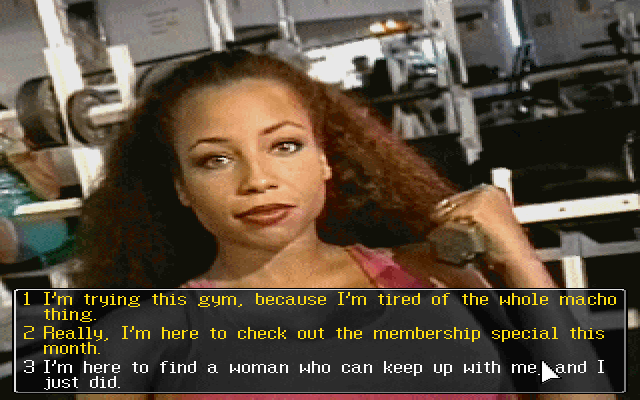 1 I'm trying this gym, because I'm tired of the whole macho
thing.
2 Really, I'm here to check out the membership special this
month.
3 I'm here to find a woman who can keep up with me, and I
just did.